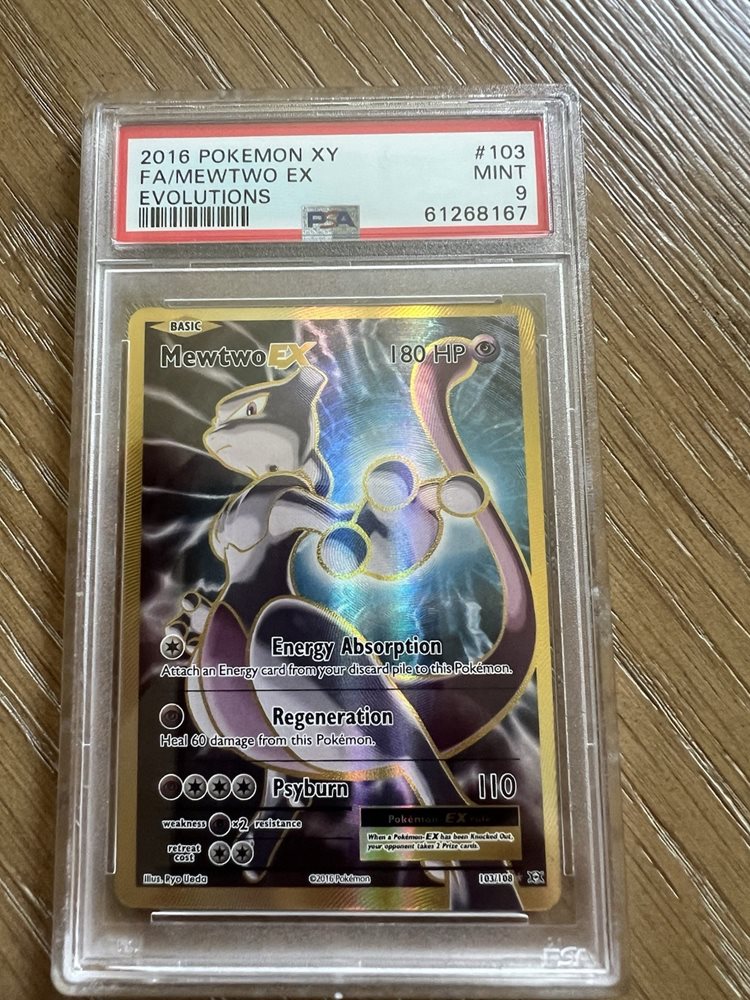 2016 POKEMON XY #103
FA/MEWTWO EX MINT
EVOLUTIONS 9
PSA 61268167
BASIC
Mewtwo EX 180 HP
Energy Absorption
Attach an Energy card from your discard pile to this Pokémon.
Regeneration
Heal 60 damage from this Pokémon.
Psyburn 110
weakness ×2 resistance
Pokémon-EX rule
When a Pokémon-EX has been Knocked Out,
your opponent takes 2 Prize cards.
retreat
cost
Illus. Ryo Ueda ©2016 Pokémon 103/108
PSA